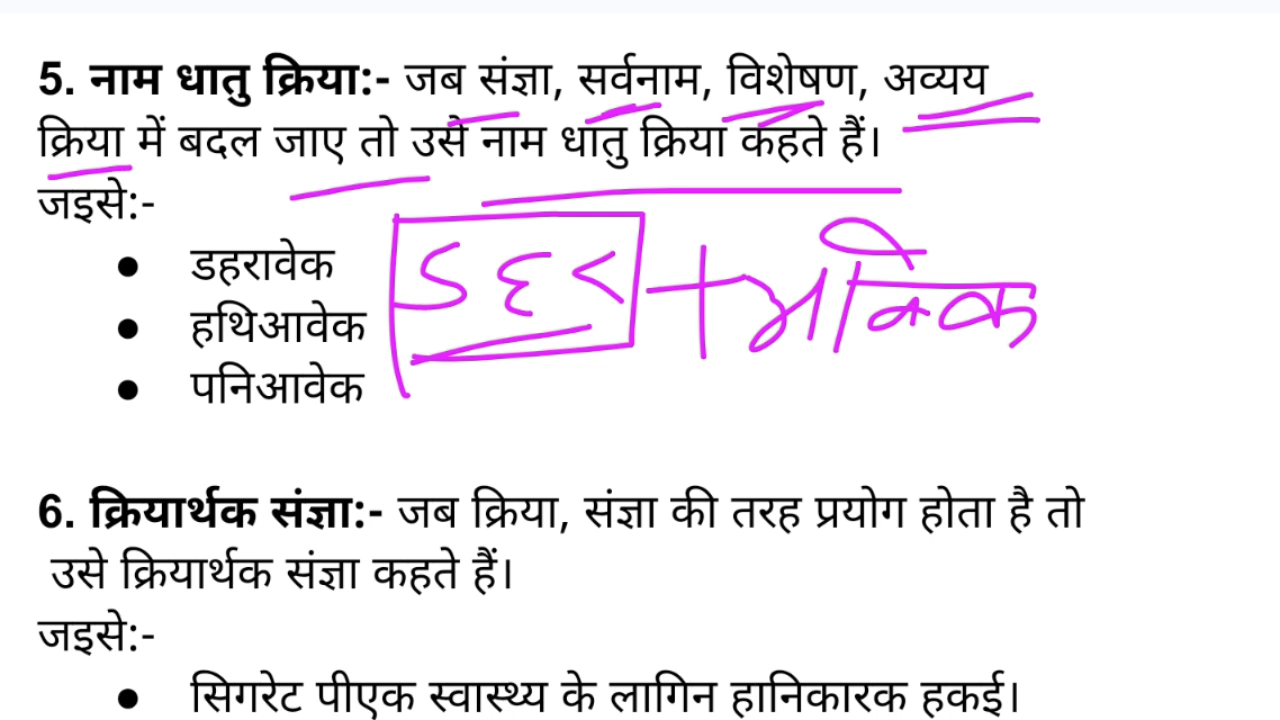 5. नाम धातु क्रिया:- जब संज्ञा, सर्वनाम, विशेषण, अव्यय
क्रिया में बदल जाए तो उसे नाम धातु क्रिया कहते हैं।
जइसे:-
● डहरावेक
डहर +
● हथिआवेक
● पनिआवेक
6. क्रियार्थक संज्ञा:- जब क्रिया, संज्ञा की तरह प्रयोग होता है तो
उसे क्रियार्थक संज्ञा कहते हैं।
जइसे:-
● सिगरेट पीएक स्वास्थ्य के लागिन हानिकारक हकई।